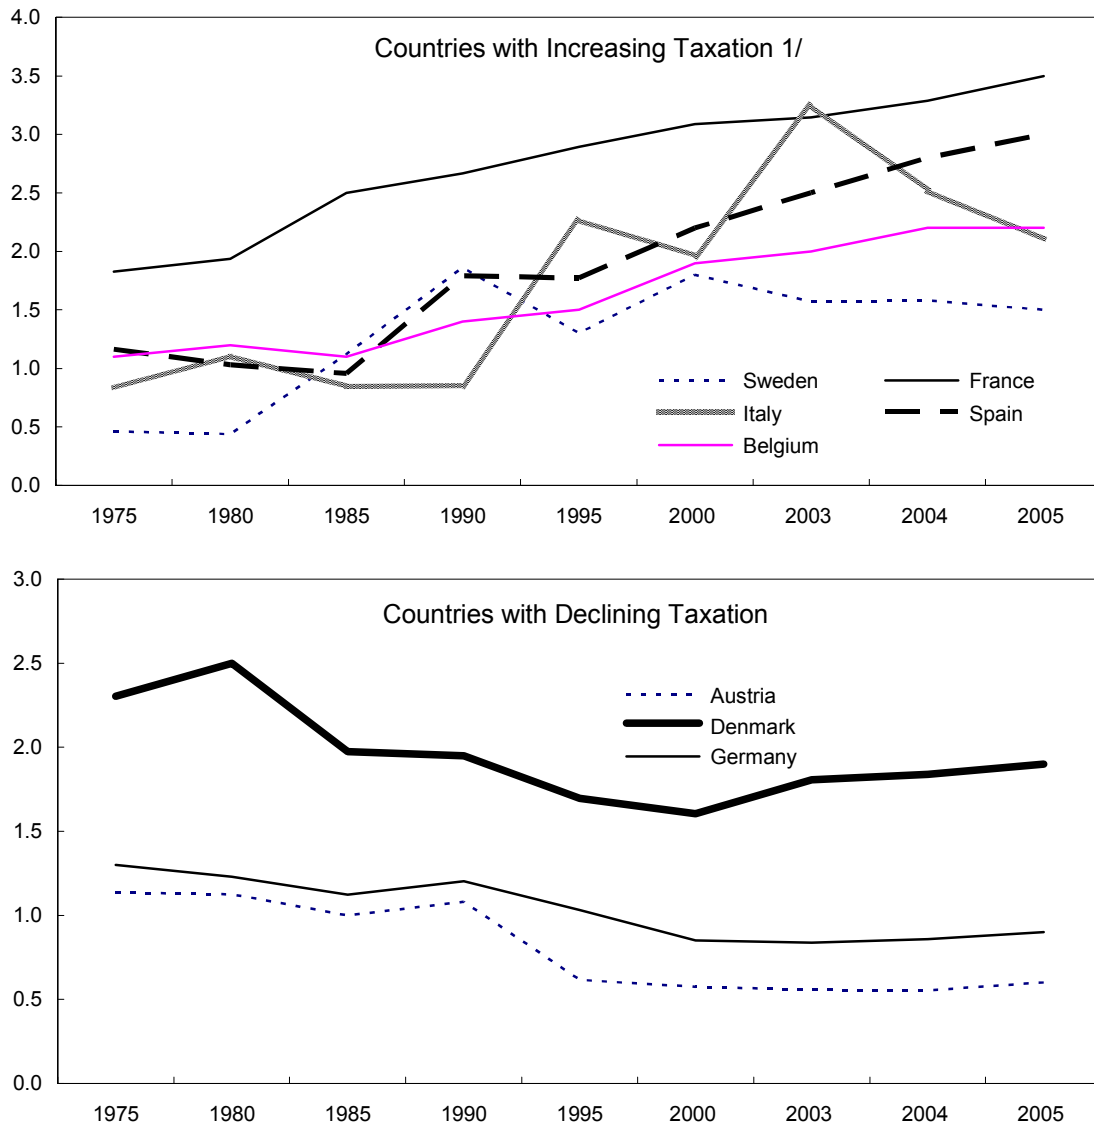 4.0
Countries with Increasing Taxation 1/
3.5
3.0
2.5
2.0
1.5
1.0
Sweden France
Italy Spain
0.5
Belgium
0.0
1975 1980 1985 1990 1995 2000 2003 2004 2005
3.0
Countries with Declining Taxation
2.5
Austria
Denmark
Germany
2.0
1.5
1.0
0.5
0.0
1975 1980 1985 1990 1995 2000 2003 2004 2005